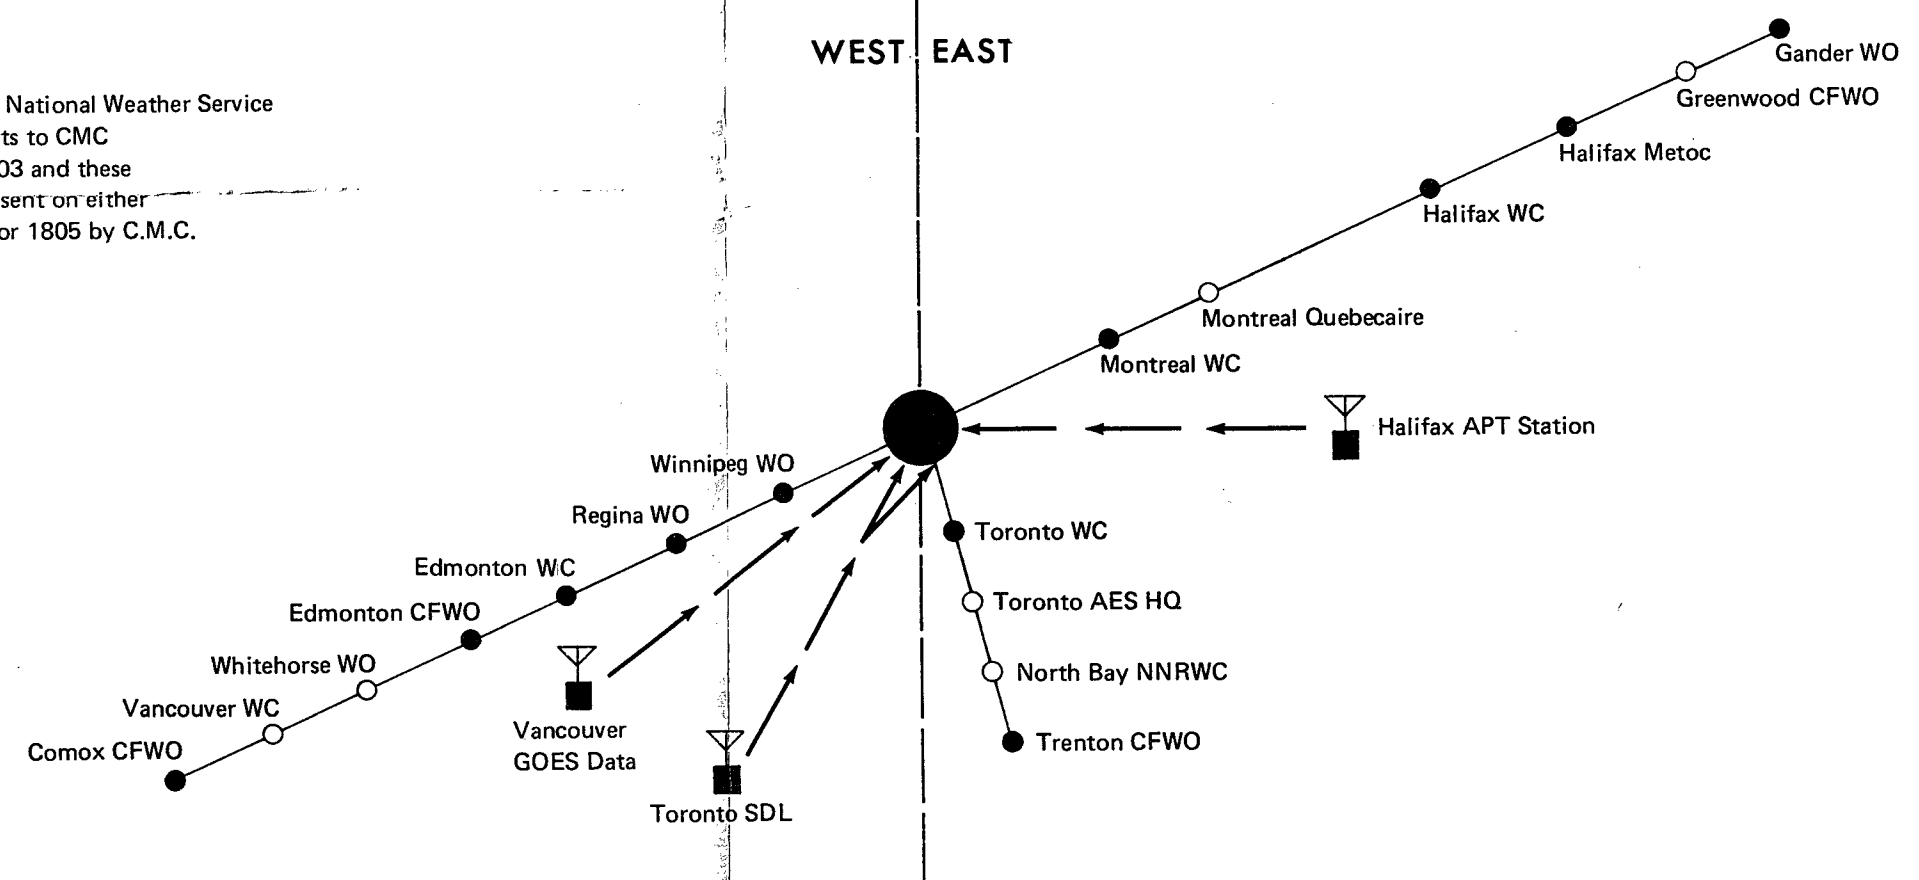 WEST EAST
National Weather Service
ts to CMC
03 and these
sent on either
or 1805 by C.M.C.
Gander WO
Greenwood CFWO
Halifax Metoc
Halifax WC
Montreal Quebecaire
Montreal WC
Halifax APT Station
Winnipeg WO
Regina WO
Edmonton WC
Edmonton CFWO
Whitehorse WO
Vancouver WC
Comox CFWO
Vancouver
GOES Data
Toronto SDL
Toronto WC
Toronto AES HQ
North Bay NNRWC
Trenton CFWO